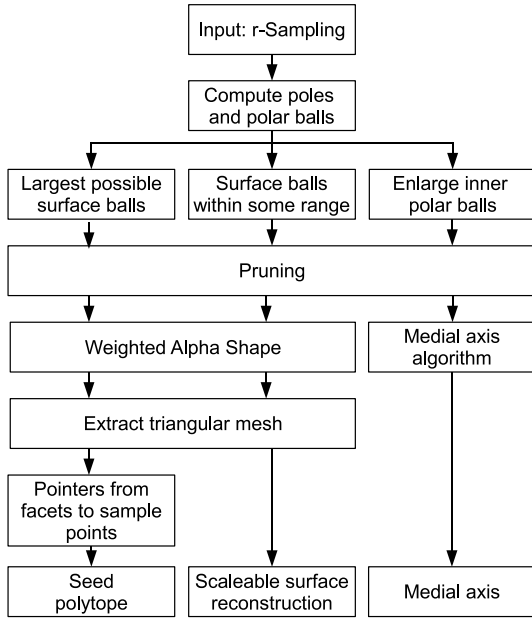 Input: r-Sampling
Compute poles
and polar balls
Largest possible
surface balls
Surface balls
within some range
Enlarge inner
polar balls
Pruning
Weighted Alpha Shape
Medial axis
algorithm
Extract triangular mesh
Pointers from
facets to sample
points
Seed
polytope
Scaleable surface
reconstruction
Medial axis